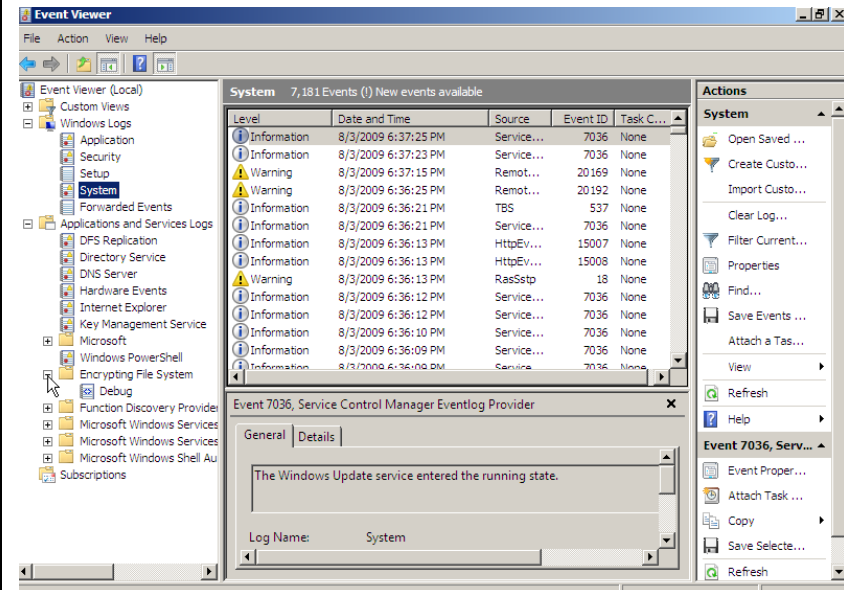 Event Viewer
File Action View Help
Event Viewer (Local)
Custom Views
Windows Logs
Application
Security
Setup
System
Forwarded Events
Applications and Services Logs
DFS Replication
Directory Service
DNS Server
Hardware Events
Internet Explorer
Key Management Service
Microsoft
Windows PowerShell
Encrypting File System
Debug
Function Discovery Provider
Microsoft Windows Services
Microsoft Windows Services
Microsoft Windows Shell Au
Subscriptions
System 7,181 Events (!) New events available
Level Date and Time Source Event ID Task C...
Information 8/3/2009 6:37:25 PM Service... 7036 None
Information 8/3/2009 6:37:23 PM Service... 7036 None
Warning 8/3/2009 6:37:15 PM Remot... 20169 None
Warning 8/3/2009 6:36:25 PM Remot... 20192 None
Information 8/3/2009 6:36:21 PM TBS 537 None
Information 8/3/2009 6:36:21 PM Service... 7036 None
Information 8/3/2009 6:36:13 PM HttpEv... 15007 None
Information 8/3/2009 6:36:13 PM HttpEv... 15008 None
Warning 8/3/2009 6:36:13 PM RasSstp 18 None
Information 8/3/2009 6:36:12 PM Service... 7036 None
Information 8/3/2009 6:36:12 PM Service... 7036 None
Information 8/3/2009 6:36:10 PM Service... 7036 None
Information 8/3/2009 6:36:09 PM Service... 7036 None
Information 8/3/2009 6:36:09 PM Service... 7036 None
Event 7036, Service Control Manager Eventlog Provider
General Details
The Windows Update service entered the running state.
Log Name: System
Actions
System
Open Saved ...
Create Custo...
Import Custo...
Clear Log...
Filter Current...
Properties
Find...
Save Events ...
Attach a Tas...
View
Refresh
Help
Event 7036, Serv...
Event Proper...
Attach Task ...
Copy
Save Selecte...
Refresh